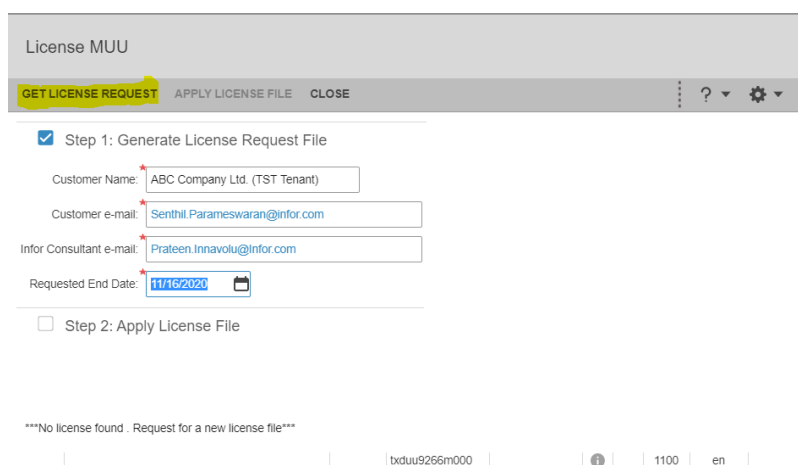 License MUU
GET LICENSE REQUEST APPLY LICENSE FILE CLOSE ?
Step 1: Generate License Request File
* Customer Name: ABC Company Ltd. (TST Tenant)
* Customer e-mail: Senthil.Parameswaran@infor.com
* Infor Consultant e-mail: Prateen.Innavolu@Infor.com
* Requested End Date: 11/16/2020
Step 2: Apply License File
***No license found . Request for a new license file***
txduu9266m000 1100 en